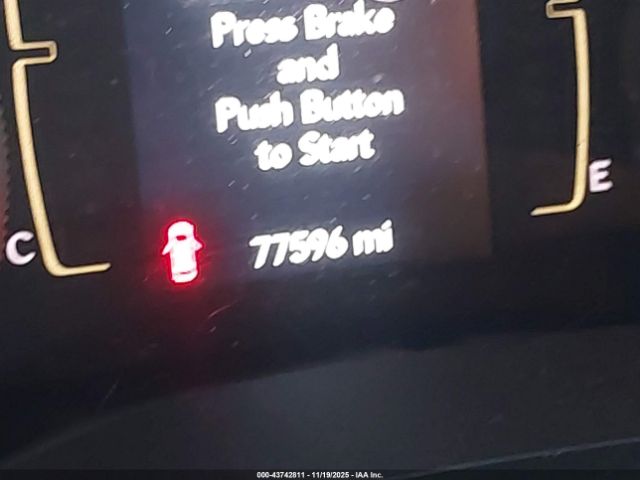 Press Brake
and
Push Button
to Start
E
C
77596 mi
000-43742811 - 11/19/2025 - IAA Inc.